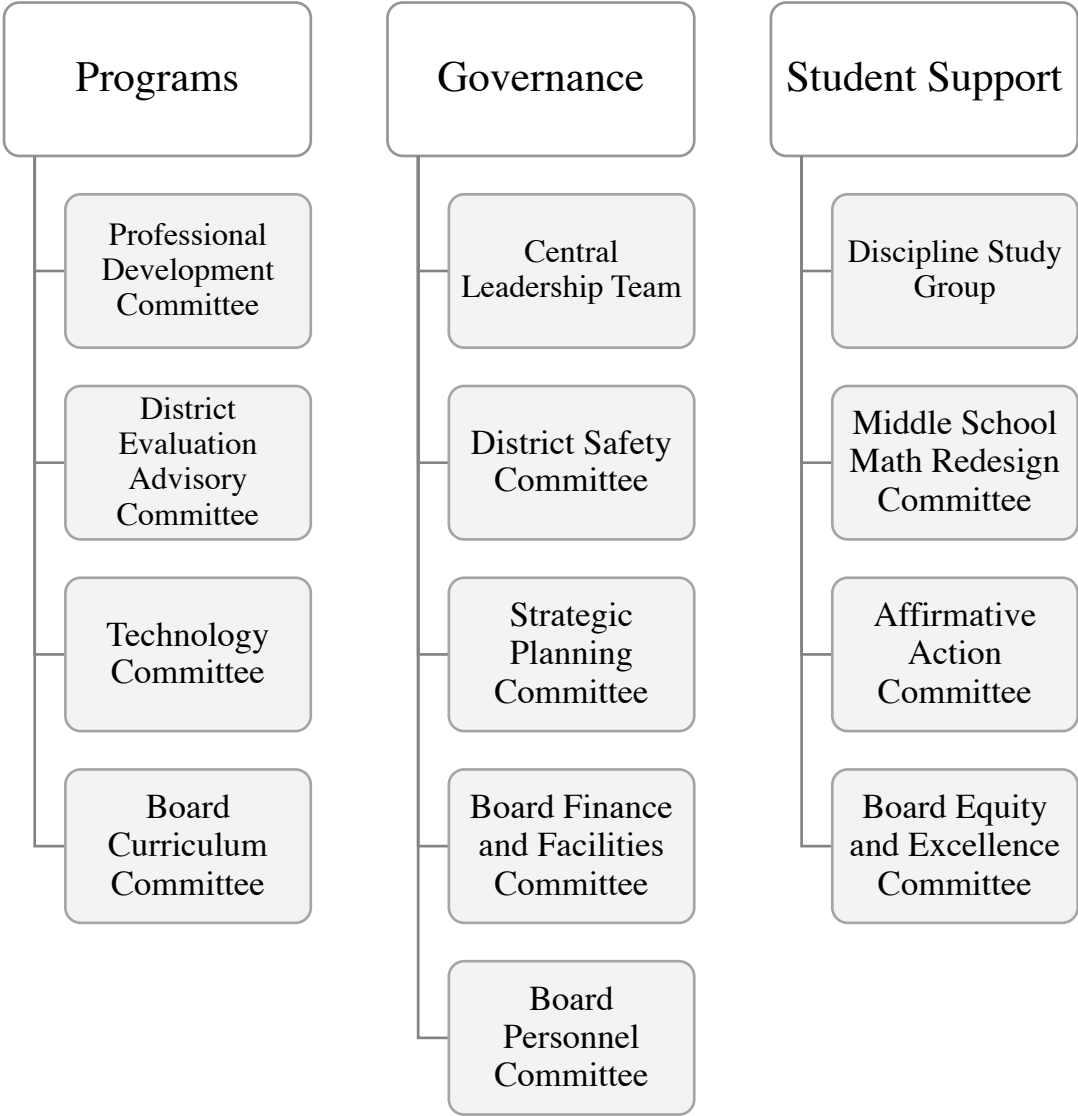 Programs
Professional
Development
Committee
District
Evaluation
Advisory
Committee
Technology
Committee
Board
Curriculum
Committee
Governance
Central
Leadership Team
District Safety
Committee
Strategic
Planning
Committee
Board Finance
and Facilities
Committee
Board
Personnel
Committee
Student Support
Discipline Study
Group
Middle School
Math Redesign
Committee
Affirmative
Action
Committee
Board Equity
and Excellence
Committee